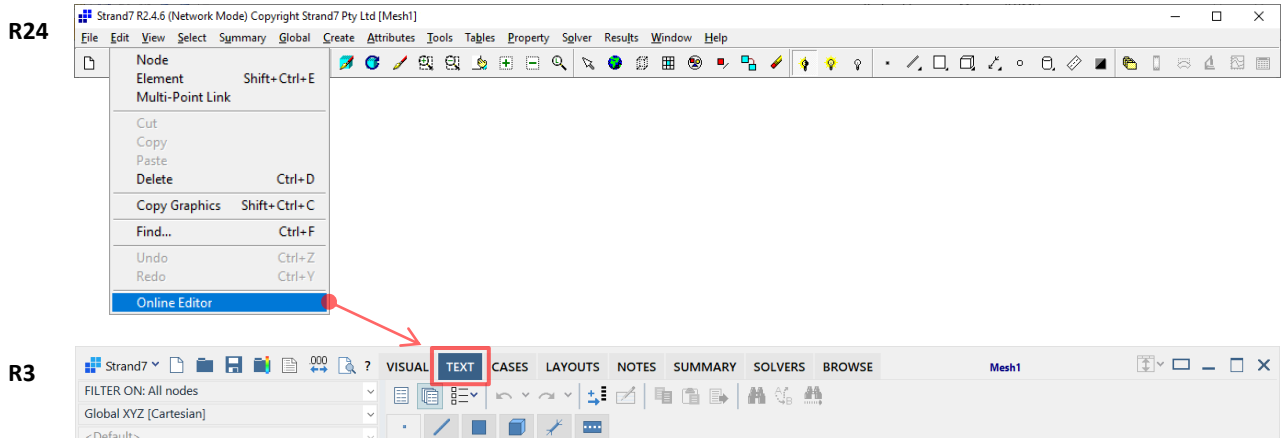 R24
Strand7 R2.4.6 (Network Mode) Copyright Strand7 Pty Ltd [Mesh1]
File Edit View Select Summary Global Create Attributes Tools Tables Property Solver Results Window Help
Node
Element Shift+Ctrl+E
Multi-Point Link
Cut
Copy
Paste
Delete Ctrl+D
Copy Graphics Shift+Ctrl+C
Find... Ctrl+F
Undo Ctrl+Z
Redo Ctrl+Y
Online Editor
R3
Strand7 000 ? VISUAL TEXT CASES LAYOUTS NOTES SUMMARY SOLVERS BROWSE Mesh1
FILTER ON: All nodes
Global XYZ [Cartesian]
<Default>